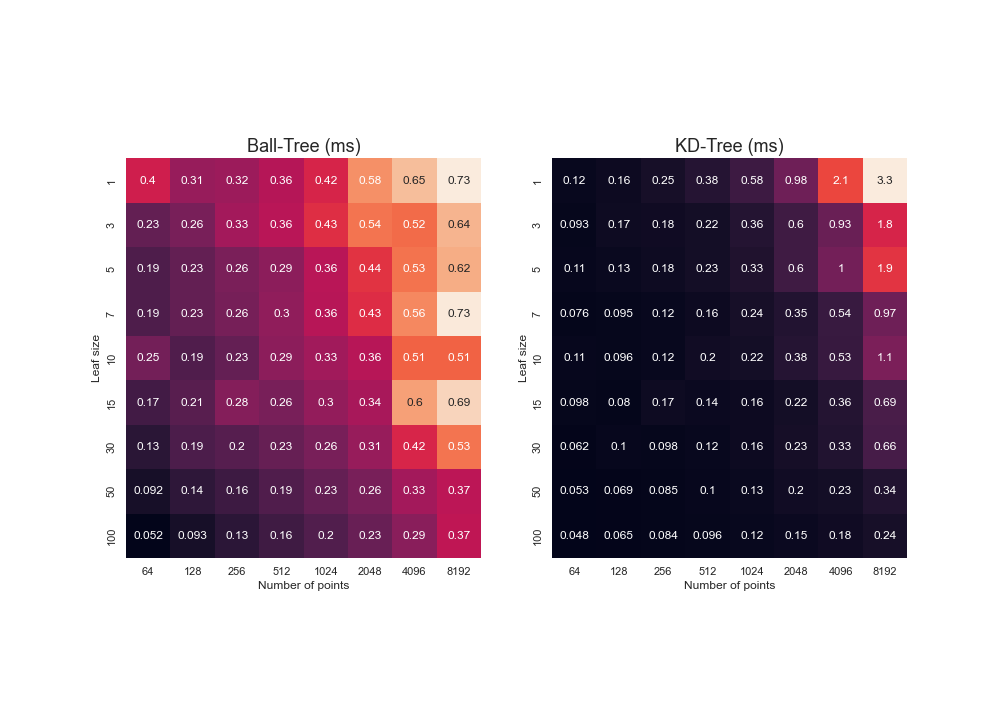 Ball-Tree (ms)
Leaf size
1 0.4 0.31 0.32 0.36 0.42 0.58 0.65 0.73
3 0.23 0.26 0.33 0.36 0.43 0.54 0.52 0.64
5 0.19 0.23 0.26 0.29 0.36 0.44 0.53 0.62
7 0.19 0.23 0.26 0.3 0.36 0.43 0.56 0.73
10 0.25 0.19 0.23 0.29 0.33 0.36 0.51 0.51
15 0.17 0.21 0.28 0.26 0.3 0.34 0.6 0.69
30 0.13 0.19 0.2 0.23 0.26 0.31 0.42 0.53
50 0.092 0.14 0.16 0.19 0.23 0.26 0.33 0.37
100 0.052 0.093 0.13 0.16 0.2 0.23 0.29 0.37
64 128 256 512 1024 2048 4096 8192
Number of points
KD-Tree (ms)
Leaf size
1 0.12 0.16 0.25 0.38 0.58 0.98 2.1 3.3
3 0.093 0.17 0.18 0.22 0.36 0.6 0.93 1.8
5 0.11 0.13 0.18 0.23 0.33 0.6 1 1.9
7 0.076 0.095 0.12 0.16 0.24 0.35 0.54 0.97
10 0.11 0.096 0.12 0.2 0.22 0.38 0.53 1.1
15 0.098 0.08 0.17 0.14 0.16 0.22 0.36 0.69
30 0.062 0.1 0.098 0.12 0.16 0.23 0.33 0.66
50 0.053 0.069 0.085 0.1 0.13 0.2 0.23 0.34
100 0.048 0.065 0.084 0.096 0.12 0.15 0.18 0.24
64 128 256 512 1024 2048 4096 8192
Number of points